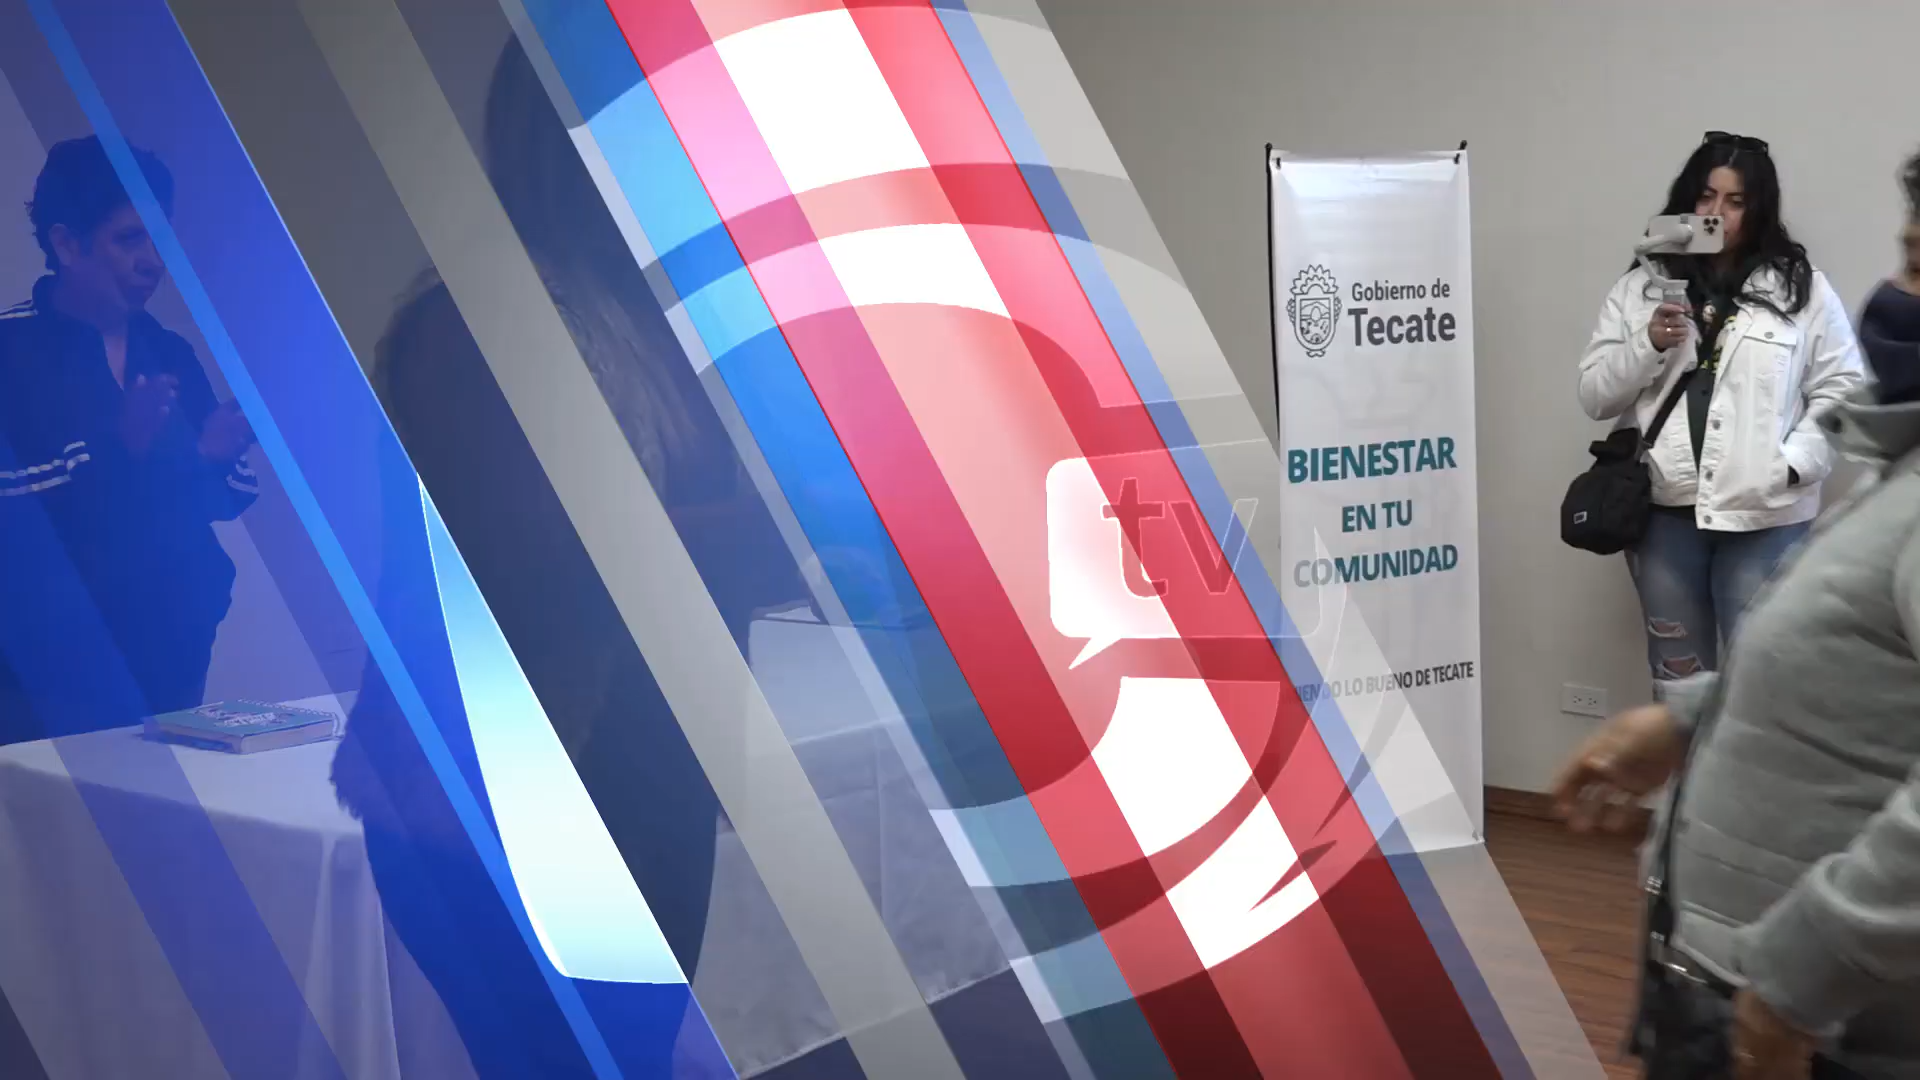 Gobierno de
Tecate
BIENESTAR
EN TU
COMUNIDAD
LO BUENO DE TECATE
tv